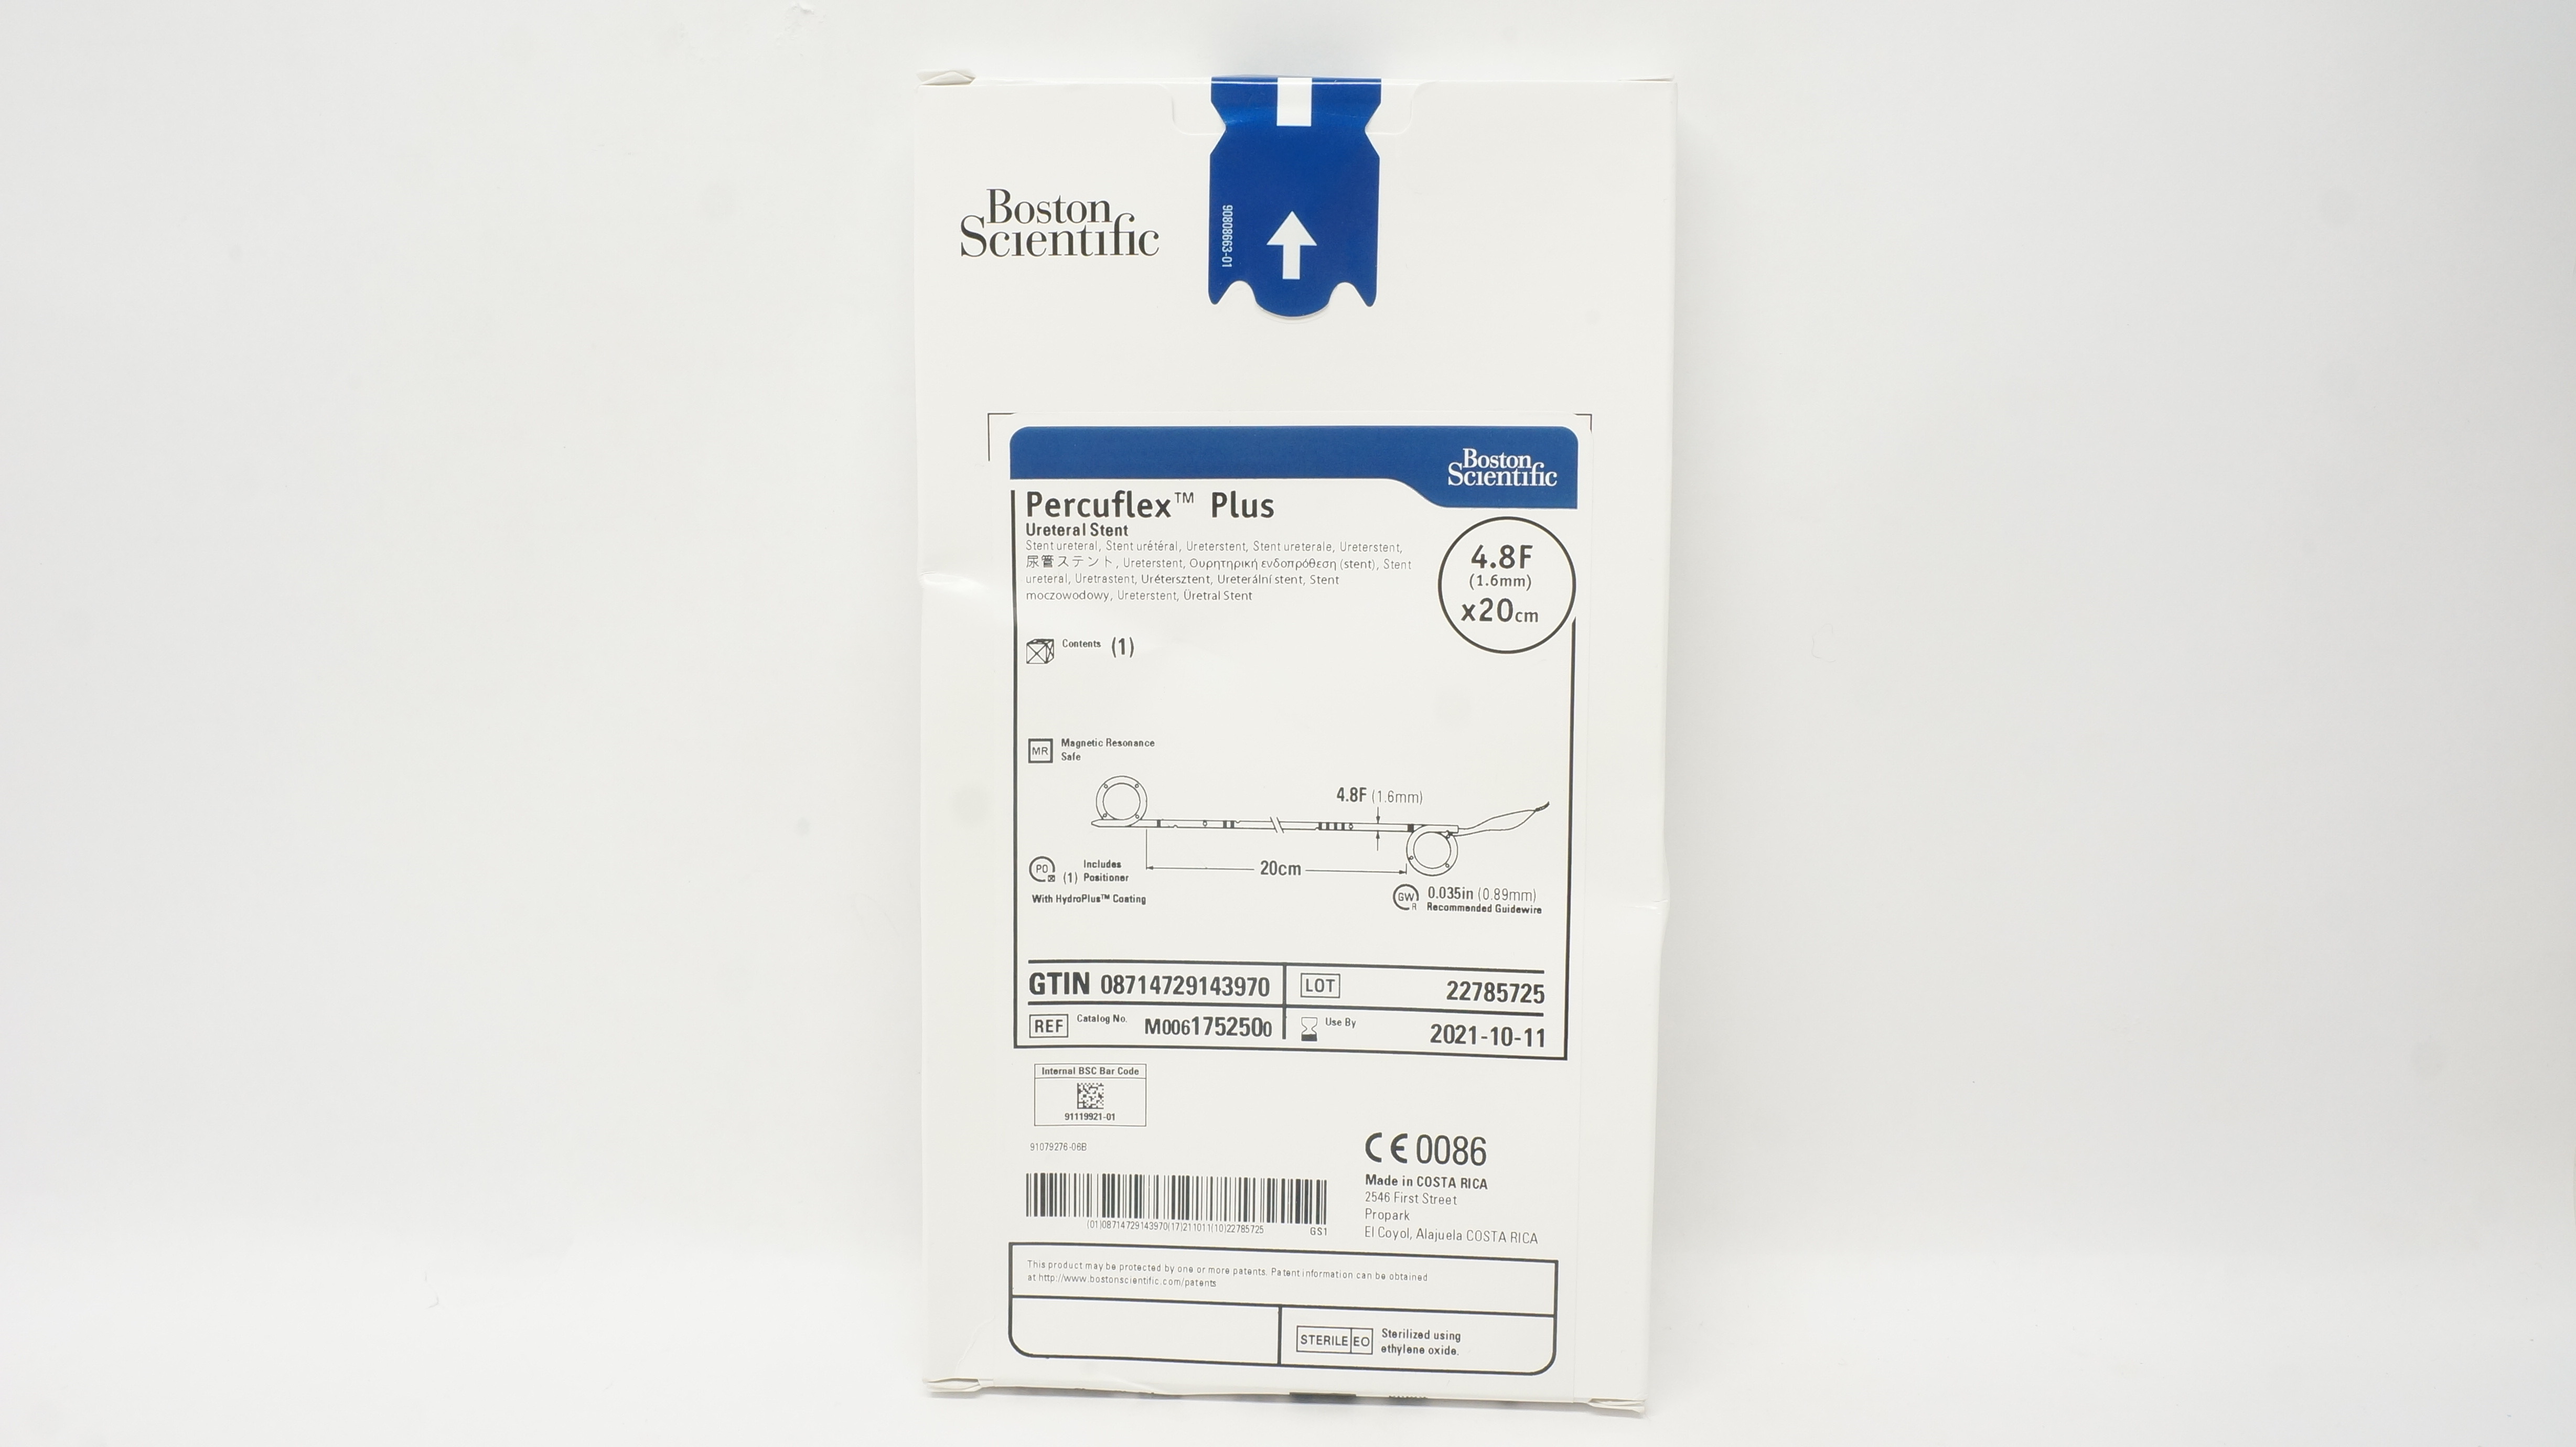 Boston
Scientific
90808663-01
Boston
Scientific
Percuflex™ Plus
Ureteral Stent
Stent ureteral, Stent urétéral, Ureterstent, Stent ureterale, Ureterstent,
尿管ステント, Ureterstent, Ουρητηρική ενδοπρόθεση (stent), Stent
ureteral, Uretrastent, Urétersztent, Ureterální stent, Stent
moczowodowy, Ureterstent, Üretral Stent
4.8F
(1.6mm)
x20cm
Contents (1)
MR Magnetic Resonance
Safe
4.8F (1.6mm)
20cm
PO (1) Includes
Positioner
With HydroPlus™ Coating
GW R 0.035in (0.89mm)
Recommended Guidewire
GTIN 08714729143970
LOT 22785725
REF Catalog No. M0061752500
Use By 2021-10-11
Internal BSC Bar Code
91119921-01
91079276-06B
(01)08714729143970(17)211011(10)22785725
GS1
CE 0086
Made in COSTA RICA
2546 First Street
Propark
El Coyol, Alajuela COSTA RICA
This product may be protected by one or more patents. Patent information can be obtained
at http://www.bostonscientific.com/patents
STERILE EO Sterilized using
ethylene oxide.